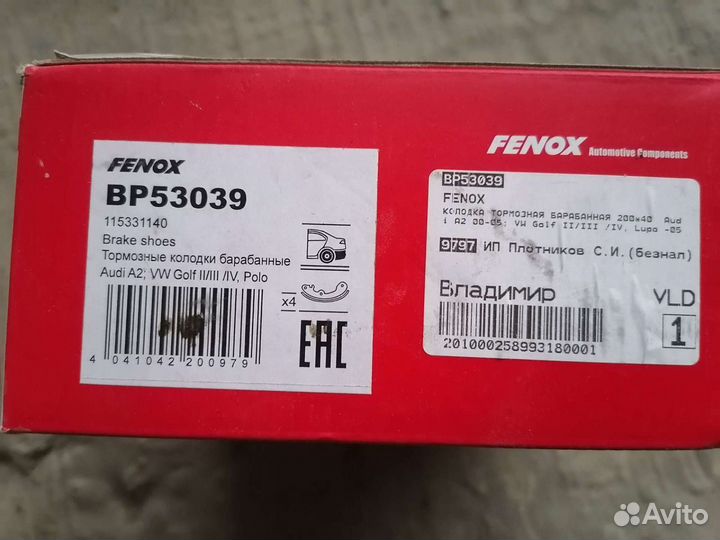 FENOX
BP53039
115331140
Brake shoes
Тормозные колодки барабанные
Audi A2; VW Golf II/III /IV, Polo
x4
4 041042 200979
EAC
FENOX Automotive Components
BP53039
FENOX
КОЛОДКА ТОРМОЗНАЯ БАРАБАННАЯ 200x40 Aud
i A2 00-05; VW Golf II/III /IV, Lupo -05
9797 ИП Плотников С.И.(безнал)
Владимир VLD
1
201000258993180001
Avito